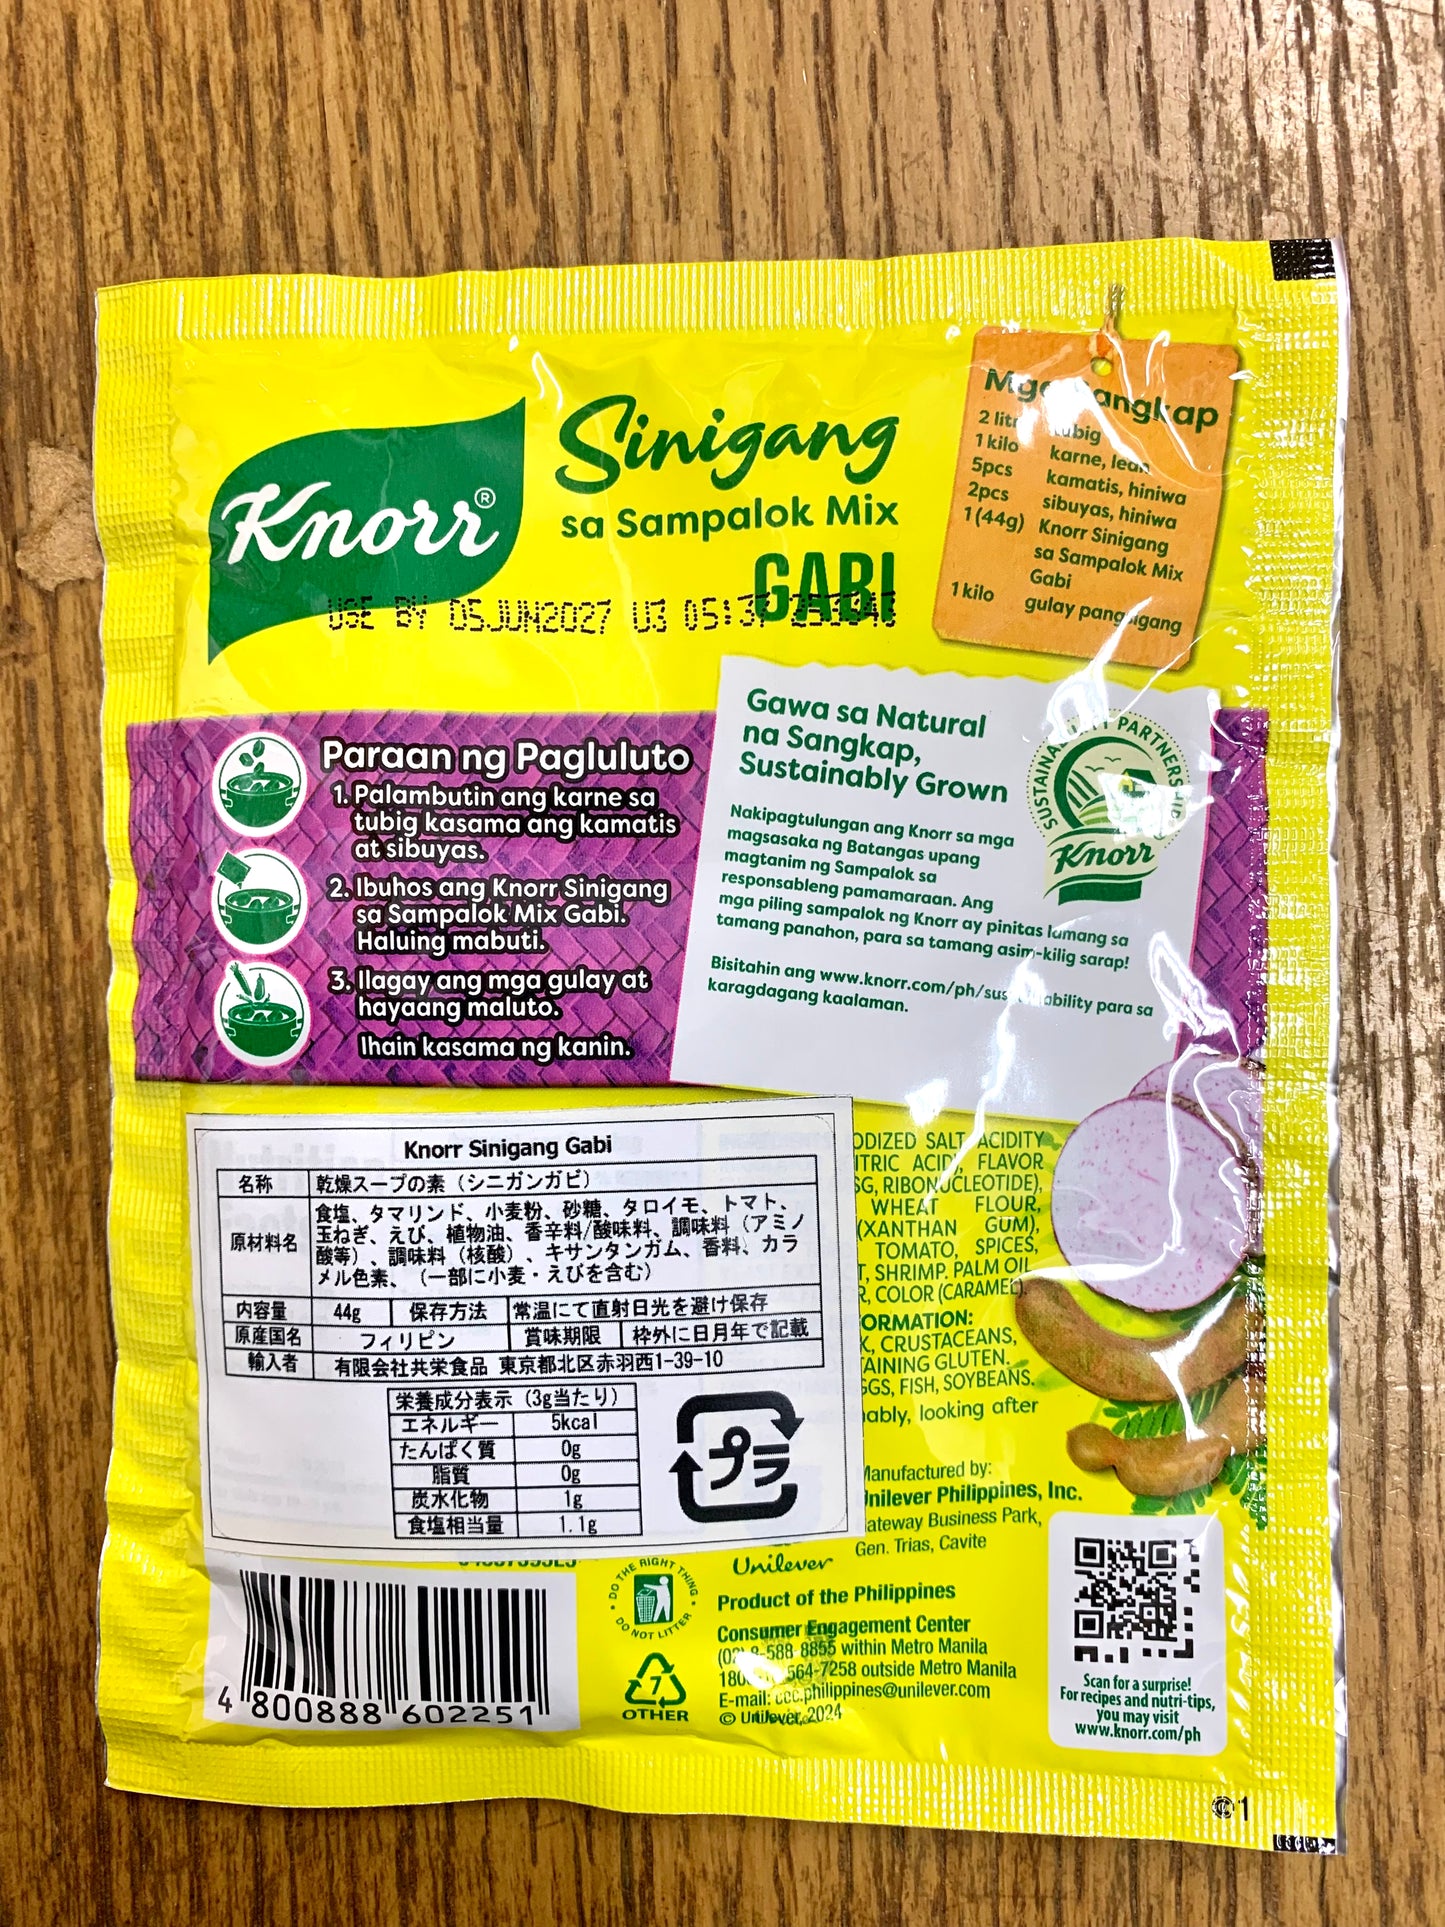 Knorr®
Sinigang
sa Sampalok Mix
GABI
USE BY 05JUN2027 U3 05:37
Mga Sangkap
2 tubig
1 kilo karne, lean
5pcs kamatis, hiniwa
2pcs sibuyas, hiniwa
1 (44g) Knorr Sinigang
sa Sampalok Mix
Gabi
1 kilo gulay pansigang
Paraan ng Pagluluto
1. Palambutin ang karne sa
tubig kasama ang kamatis
at sibuyas.
2. Ibuhos ang Knorr Sinigang
sa Sampalok Mix Gabi.
Haluing mabuti.
3. Ilagay ang mga gulay at
hayaang maluto.
Ihain kasama ng kanin.
Gawa sa Natural
na Sangkap,
Sustainably Grown
Nakipagtulungan ang Knorr sa mga
magsasaka ng Batangas upang
magtanim ng Sampalok sa
responsableng pamamaraan. Ang
mga piling sampalok ng Knorr ay pinitas lamang sa
tamang panahon, para sa tamang asim-kilig sarap!
Bisitahin ang www.knorr.com/ph/sustainability para sa
karagdagang kaalaman.
SUSTAINABILITY PARTNERSHIP
Knorr
Knorr Sinigang Gabi
名称 乾燥スープの素（シニガンガビ）
原材料名 食塩、タマリンド、小麦粉、砂糖、タロイモ、トマト、
玉ねぎ、えび、植物油、香辛料/酸味料、調味料（アミノ
酸等）、調味料（核酸）、キサンタンガム、香料、カラ
メル色素、（一部に小麦・えびを含む）
内容量 44g 保存方法 常温にて直射日光を避け保存
原産国名 フィリピン 賞味期限 枠外に日月年で記載
輸入者 有限会社共栄食品 東京都北区赤羽西1-39-10
栄養成分表示（3g当たり）
エネルギー 5kcal
たんぱく質 0g
脂質 0g
炭水化物 1g
食塩相当量 1.1g
プラ
SALT, ACIDITY
ACID), FLAVOR
RIBONUCLEOTIDE),
WHEAT FLOUR,
(XANTHAN GUM),
TOMATO, SPICES,
SHRIMP, PALM OIL,
COLOR (CARAMEL).
CRUSTACEANS,
GLUTEN.
FISH, SOYBEANS.
looking after
Manufactured by:
Unilever Philippines, Inc.
Gateway Business Park,
Gen. Trias, Cavite
Unilever
Product of the Philippines
Consumer Engagement Center
within Metro Manila
564-7258 outside Metro Manila
E-mail: ccc.philippines@unilever.com
© Unilever, 2024
DO THE RIGHT THING
DO NOT LITTER
7
OTHER
4 800888 602251
Scan for a surprise!
For recipes and nutri-tips,
you may visit
www.knorr.com/ph
1